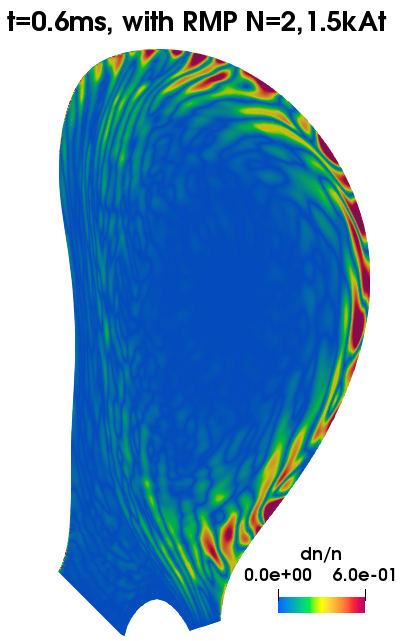 t=0.6ms, with RMP N=2,1.5kAt
dn/n
0.0e+00 6.0e-01